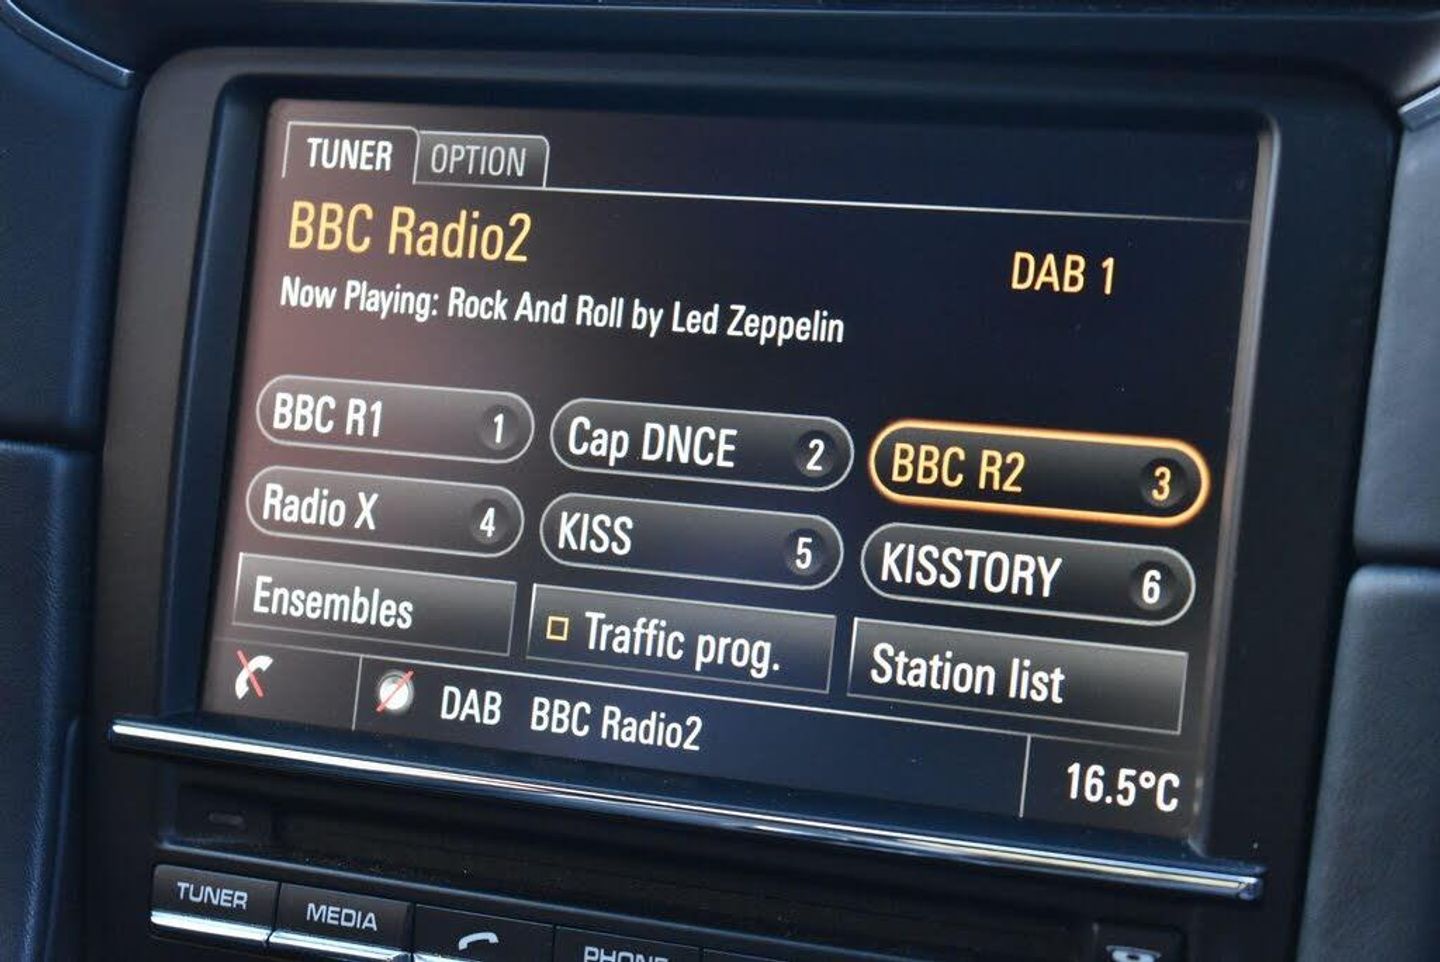 TUNER OPTION
BBC Radio2
DAB 1
Now Playing: Rock And Roll by Led Zeppelin
BBC R1 1
Cap DNCE 2
BBC R2 3
Radio X 4
KISS 5
KISSTORY 6
Ensembles
Traffic prog.
Station list
DAB BBC Radio2
16.5°C
TUNER
MEDIA
PHONE